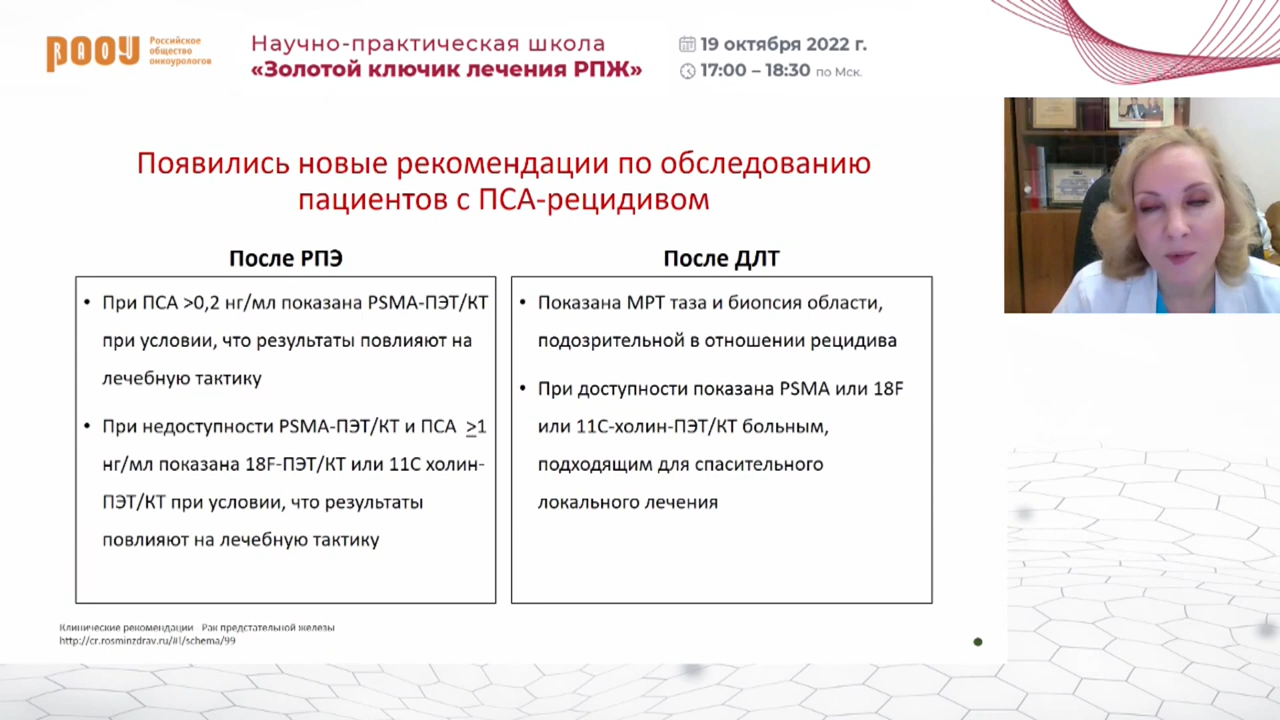 РАОУ
Российское
общество
онкоурологов
Научно-практическая школа
«Золотой ключик лечения РПЖ»
19 октября 2022 г.
17:00 – 18:30 по Мск.
Появились новые рекомендации по обследованию
пациентов с ПСА-рецидивом
После РПЭ
• При ПСА >0,2 нг/мл показана PSMA-ПЭТ/КТ
при условии, что результаты повлияют на
лечебную тактику
• При недоступности PSMA-ПЭТ/КТ и ПСА ≥1
нг/мл показана 18F-ПЭТ/КТ или 11С холин-
ПЭТ/КТ при условии, что результаты
повлияют на лечебную тактику
После ДЛТ
• Показана МРТ таза и биопсия области,
подозрительной в отношении рецидива
• При доступности показана PSMA или 18F
или 11С-холин-ПЭТ/КТ больным,
подходящим для спасительного
локального лечения
Клинические рекомендации Рак предстательной железы
http://cr.rosminzdrav.ru/#!/schema/99